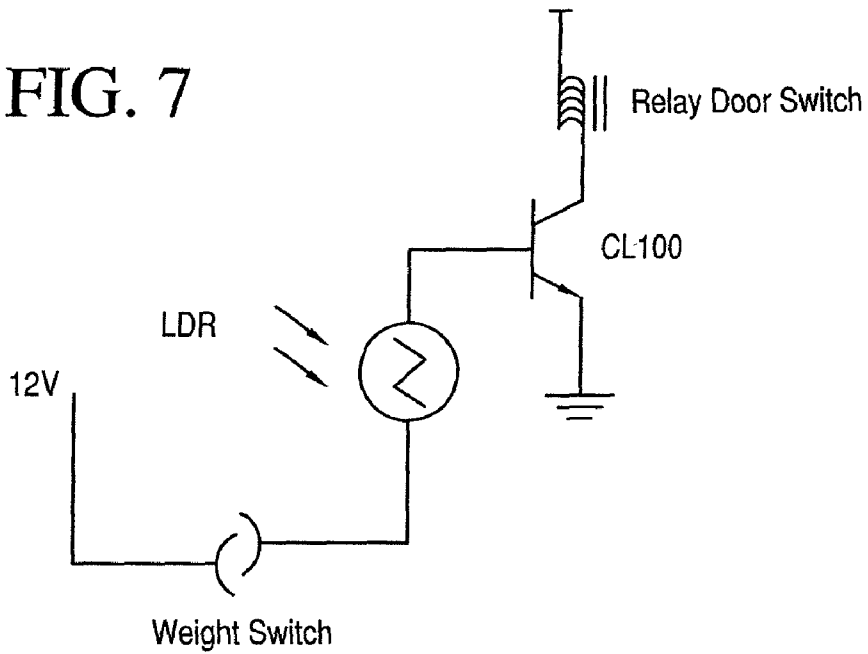 FIG. 7
Relay Door Switch
CL100
LDR
12V
Weight Switch